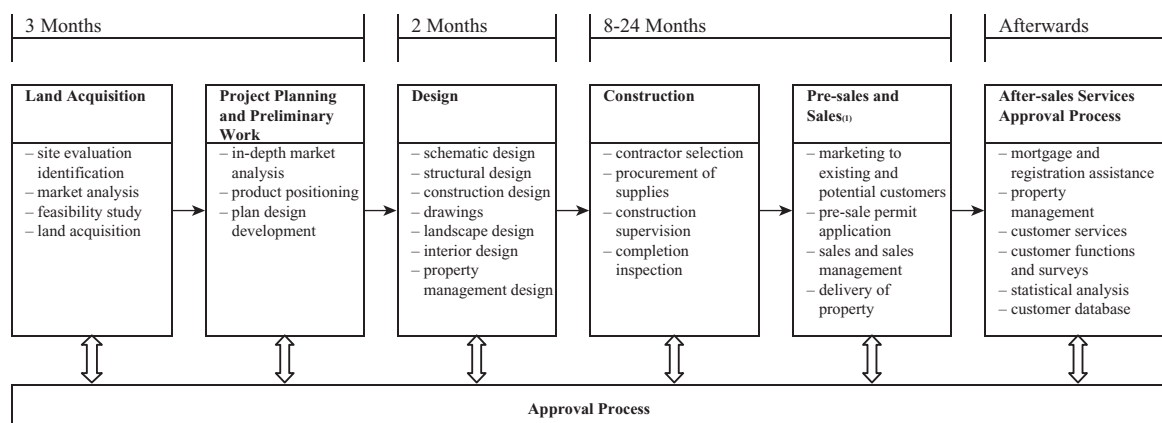 3 Months
2 Months
8-24 Months
Afterwards
Land Acquisition
– site evaluation
identification
– market analysis
– feasibility study
– land acquisition
Project Planning
and Preliminary
Work
– in-depth market
analysis
– product positioning
– plan design
development
Design
– schematic design
– structural design
– construction design
– drawings
– landscape design
– interior design
– property
management design
Construction
– contractor selection
– procurement of
supplies
– construction
supervision
– completion
inspection
Pre-sales and
Sales(1)
– marketing to
existing and
potential customers
– pre-sale permit
application
– sales and sales
management
– delivery of
property
After-sales Services
Approval Process
– mortgage and
registration assistance
– property
management
– customer services
– customer functions
and surveys
– statistical analysis
– customer database
Approval Process